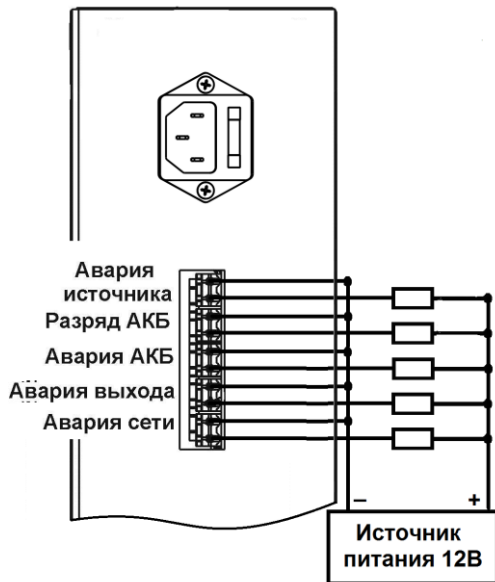 Авария
источника
Разряд АКБ
Авария АКБ
Авария выхода
Авария сети
– +
Источник
питания 12В